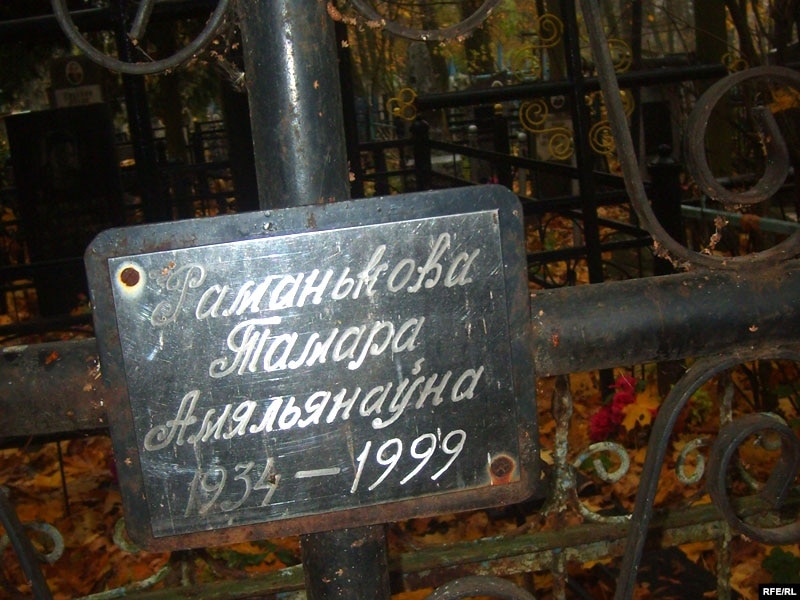 Раманькова
Тамара
Амяльянаўна
1934 — 1999
RFE/RL